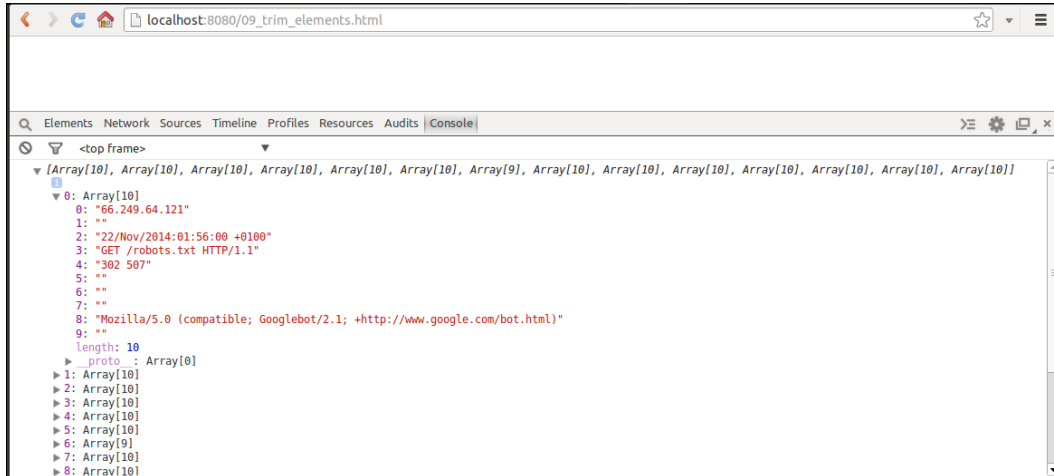 localhost:8080/09_trim_elements.html
Elements Network Sources Timeline Profiles Resources Audits Console
<top frame>
[Array[10], Array[10], Array[10], Array[10], Array[10], Array[10], Array[9], Array[10], Array[10], Array[10], Array[10], Array[10], Array[10], Array[10]]
0: Array[10]
0: "66.249.64.121"
1: ""
2: "22/Nov/2014:01:56:00 +0100"
3: "GET /robots.txt HTTP/1.1"
4: "302 507"
5: ""
6: ""
7: ""
8: "Mozilla/5.0 (compatible; Googlebot/2.1; +http://www.google.com/bot.html)"
9: ""
length: 10
__proto__: Array[0]
1: Array[10]
2: Array[10]
3: Array[10]
4: Array[10]
5: Array[10]
6: Array[9]
7: Array[10]
8: Array[10]